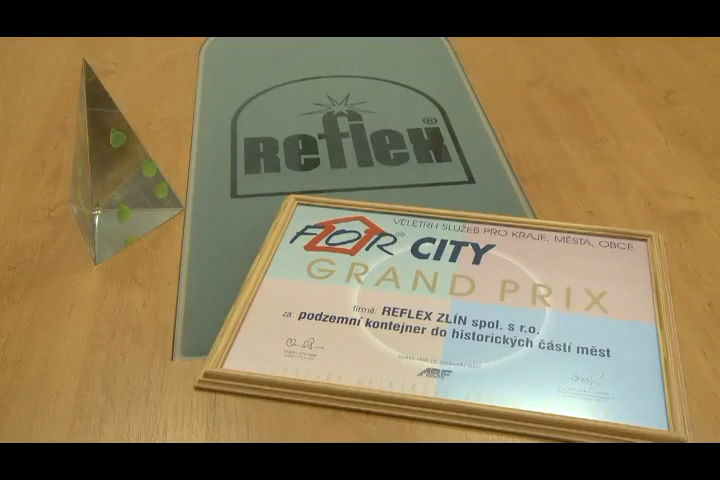 Reflex®
VELETRH SLUŽEB PRO KRAJE, MĚSTA, OBCE
FOR CITY
GRAND PRIX
firmě: REFLEX ZLÍN spol. s r.o.
za: podzemní kontejner do historických částí měst
ABF